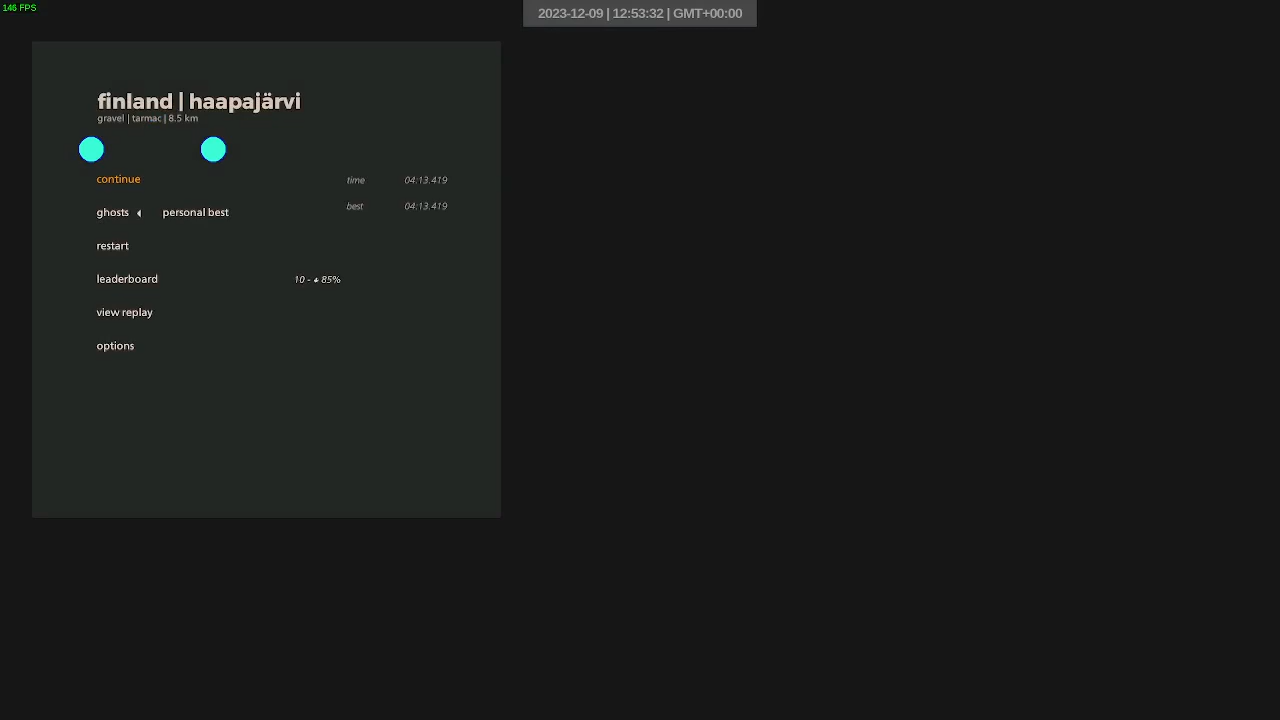 146 FPS
2023-12-09 | 12:53:32 | GMT+00:00
finland | haapajärvi
gravel | tarmac | 8.5 km
continue
time 04:13.419
ghosts personal best
best 04:13.419
restart
leaderboard 10 - 85%
view replay
options